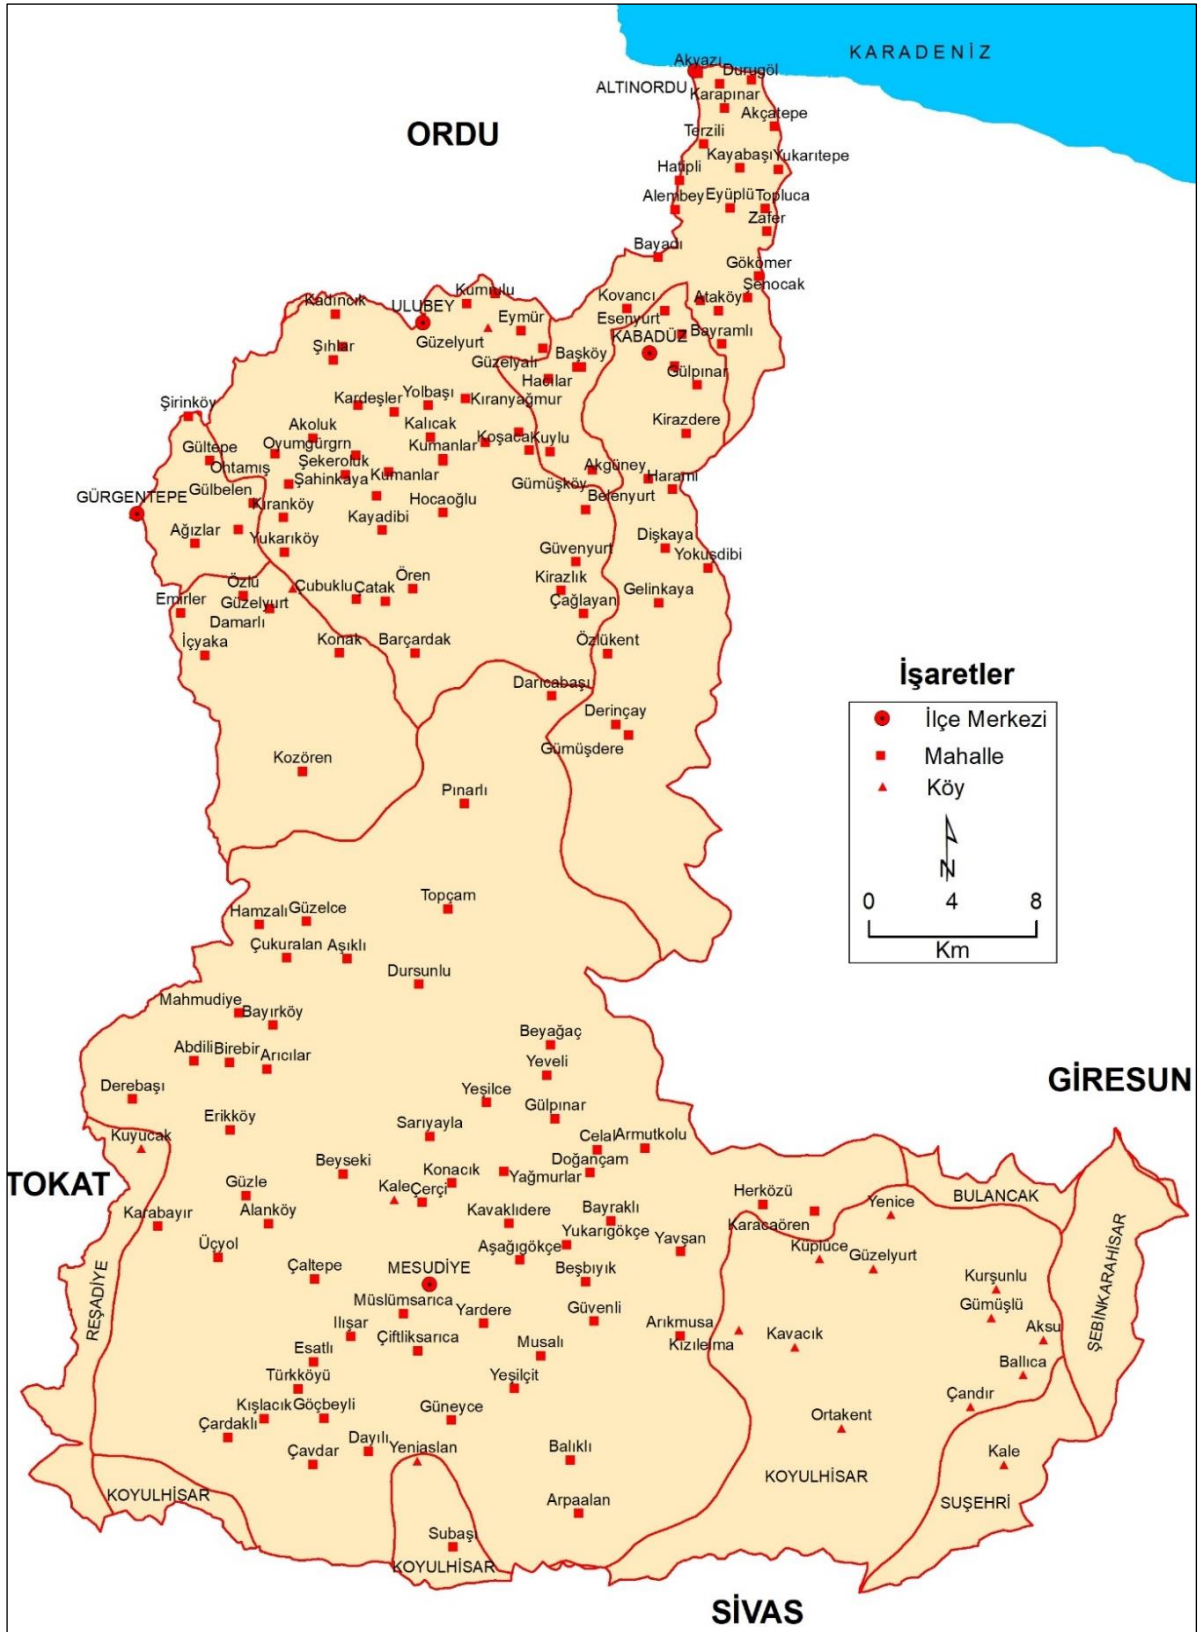 KARADENİZ
Akyazı
Durugöl
ALTINORDU
Karapınar
ORDU
Akçatepe
Terzili
Kayabaşı
Yukarıtepe
Hatipli
Alembey
Eyüplü
Topluca
Zafer
Bayadı
Gökömer
Şenocak
Kumrulu
Kadıncık
ULUBEY
Kovancı
Ataköy
Esenyurt
Eymür
Güzelyurt
KABADÜZ
Bayramlı
Şıhlar
Güzelyalı
Başköy
Hacılar
Gülpınar
Şirinköy
Kardeşler
Yolbaşı
Kıranyağmur
Akoluk
Kalıcak
Kirazdere
Gültepe
Oyumgürgn
Kumanlar
Koşaca
Kuylu
Ohtamış
Şekeroluk
Şahinkaya
Kumanlar
Akgüney
Harami
Gülbelen
Gümüşköy
GÜRGENTEPE
Kıranköy
Hocaoğlu
Belenyurt
Ağızlar
Yukarıköy
Kayadibi
Dişkaya
Güvenyurt
Yokuşdibi
Özlü
Çubuklu
Çatak
Ören
Kirazlık
Emirler
Güzelyurt
Çağlayan
Gelinkaya
Damarlı
İçyaka
Konak
Barçardak
Özlükent
Darıcabaşı
Derinçay
Gümüşdere
Kozören
Pınarlı
İşaretler
İlçe Merkezi
Mahalle
Köy
N
0 4 8
Km
Topçam
Hamzalı
Güzelce
Çukuralan
Aşıklı
Dursunlu
Mahmudiye
Bayırköy
Beyağaç
Abdili
Birebir
Arıcılar
Yeveli
Derebaşı
Yeşilce
Gülpınar
GİRESUN
Erikköy
Sarıyayla
Kuyucak
Celal
Armutkolu
Beyseki
Konacık
Yağmurlar
Doğançam
TOKAT
Güzle
Kale
Çerçi
Herközü
Yenice
BULANCAK
Karabayır
Alanköy
Kavaklıdere
Bayraklı
Karacaören
Yukarıgökçe
Üçyol
Aşağıgökçe
Yavşan
Küplüce
Güzelyurt
ŞEBİNKARAHİSAR
Çaltepe
MESUDİYE
Beşbıyık
Kurşunlu
REŞADİYE
Müslümsarıca
Yardere
Güvenli
Gümüşlü
Ilışar
Çiftliksarıca
Arıkmusa
Kızılelma
Kavacık
Aksu
Esatlı
Musalı
Ballıca
Türkköyü
Yeşilçit
Kışlacık
Göçbeyli
Güneyce
Çandır
Çardaklı
Ortakent
Dayılı
Yeniaslan
Balıklı
Kale
Çavdar
KOYULHİSAR
KOYULHİSAR
Arpaalan
SUŞEHRİ
Subaşı
KOYULHİSAR
SİVAS